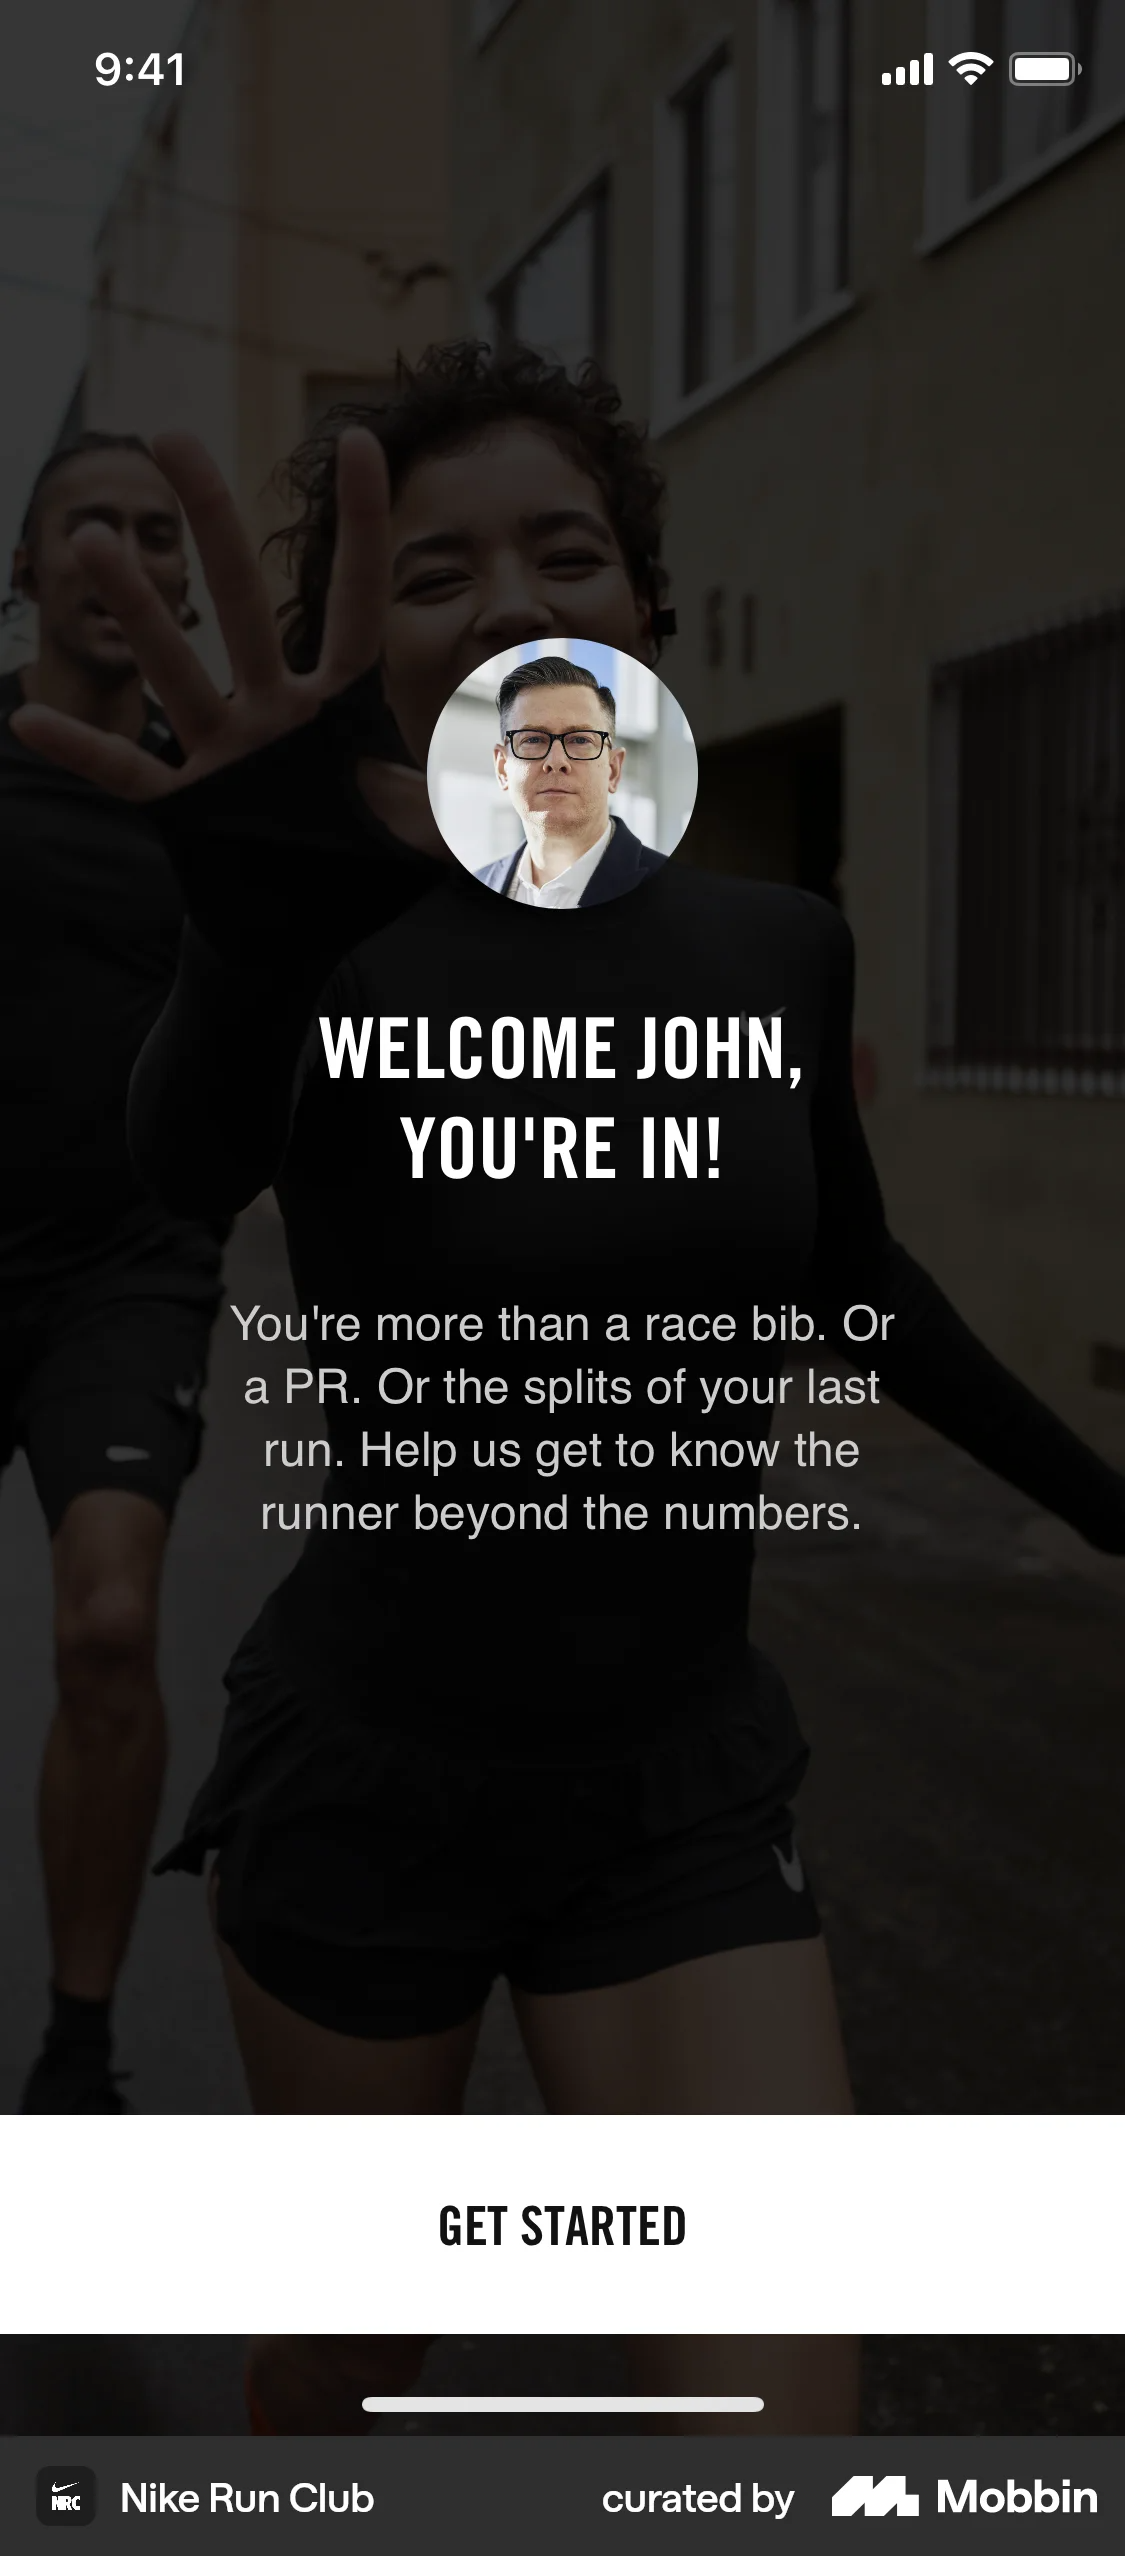 9:41
WELCOME JOHN,
YOU'RE IN!
You're more than a race bib. Or
a PR. Or the splits of your last
run. Help us get to know the
runner beyond the numbers.
GET STARTED
NRC
Nike Run Club
curated by
Mobbin